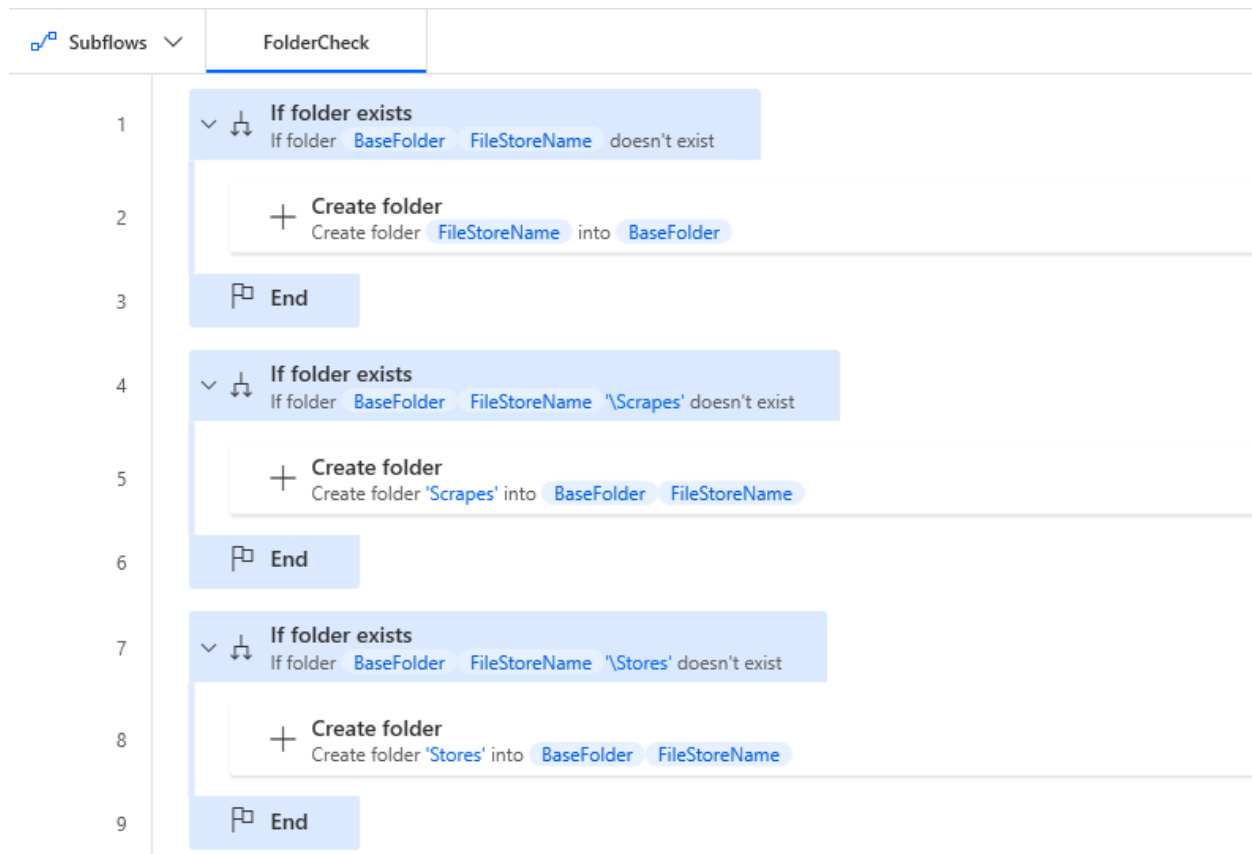 Subflows
FolderCheck
1
If folder exists
If folder BaseFolder FileStoreName doesn't exist
2
Create folder
Create folder FileStoreName into BaseFolder
3
End
4
If folder exists
If folder BaseFolder FileStoreName '\Scrapes' doesn't exist
5
Create folder
Create folder 'Scrapes' into BaseFolder FileStoreName
6
End
7
If folder exists
If folder BaseFolder FileStoreName '\Stores' doesn't exist
8
Create folder
Create folder 'Stores' into BaseFolder FileStoreName
9
End